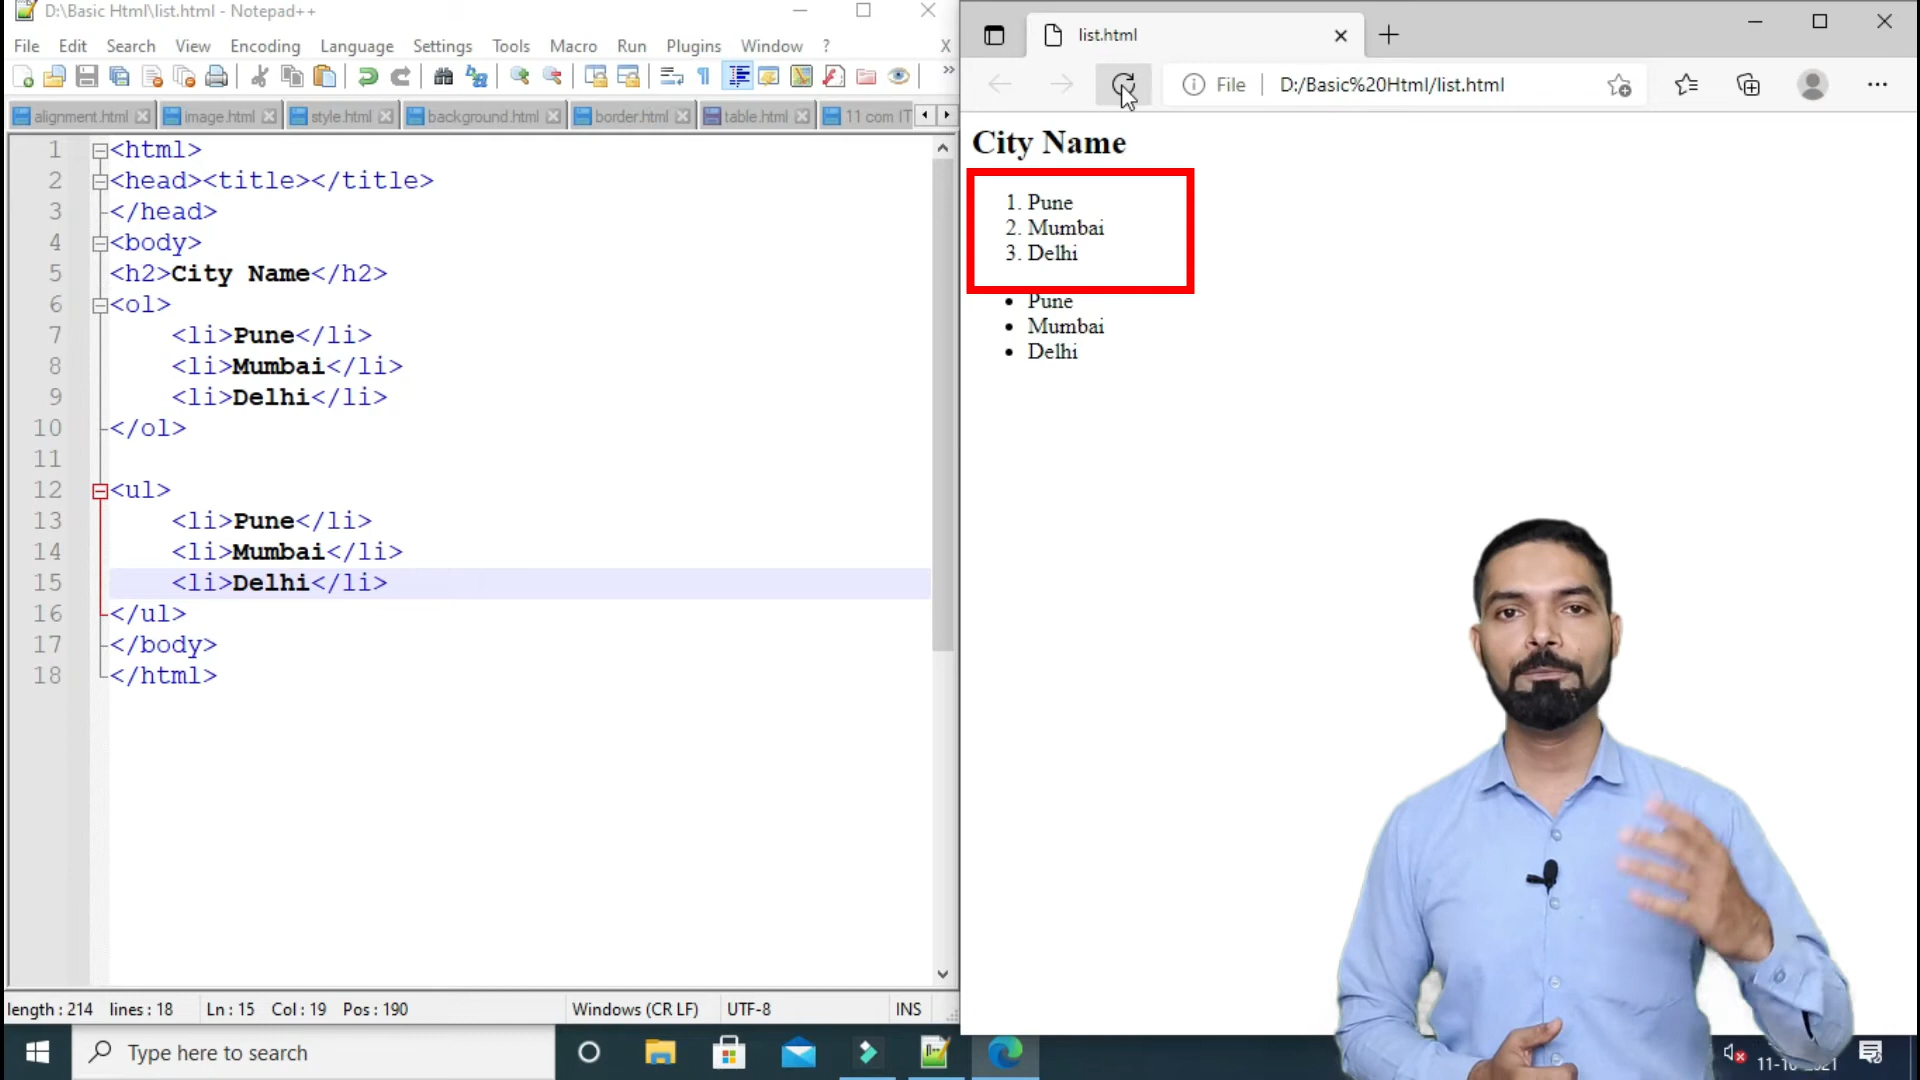 D:\Basic Html\list.html - Notepad++
File Edit Search View Encoding Language Settings Tools Macro Run Plugins Window ? X
alignment.html image.html style.html background.html border.html table.html 11 com IT
1 <html>
2 <head><title></title>
3 </head>
4 <body>
5 <h2>City Name</h2>
6 <ol>
7 <li>Pune</li>
8 <li>Mumbai</li>
9 <li>Delhi</li>
10 </ol>
11
12 <ul>
13 <li>Pune</li>
14 <li>Mumbai</li>
15 <li>Delhi</li>
16 </ul>
17 </body>
18 </html>
length : 214 lines : 18 Ln : 15 Col : 19 Pos : 190 Windows (CR LF) UTF-8 INS
list.html
File D:/Basic%20Html/list.html
City Name
1. Pune
2. Mumbai
3. Delhi
• Pune
• Mumbai
• Delhi
Type here to search